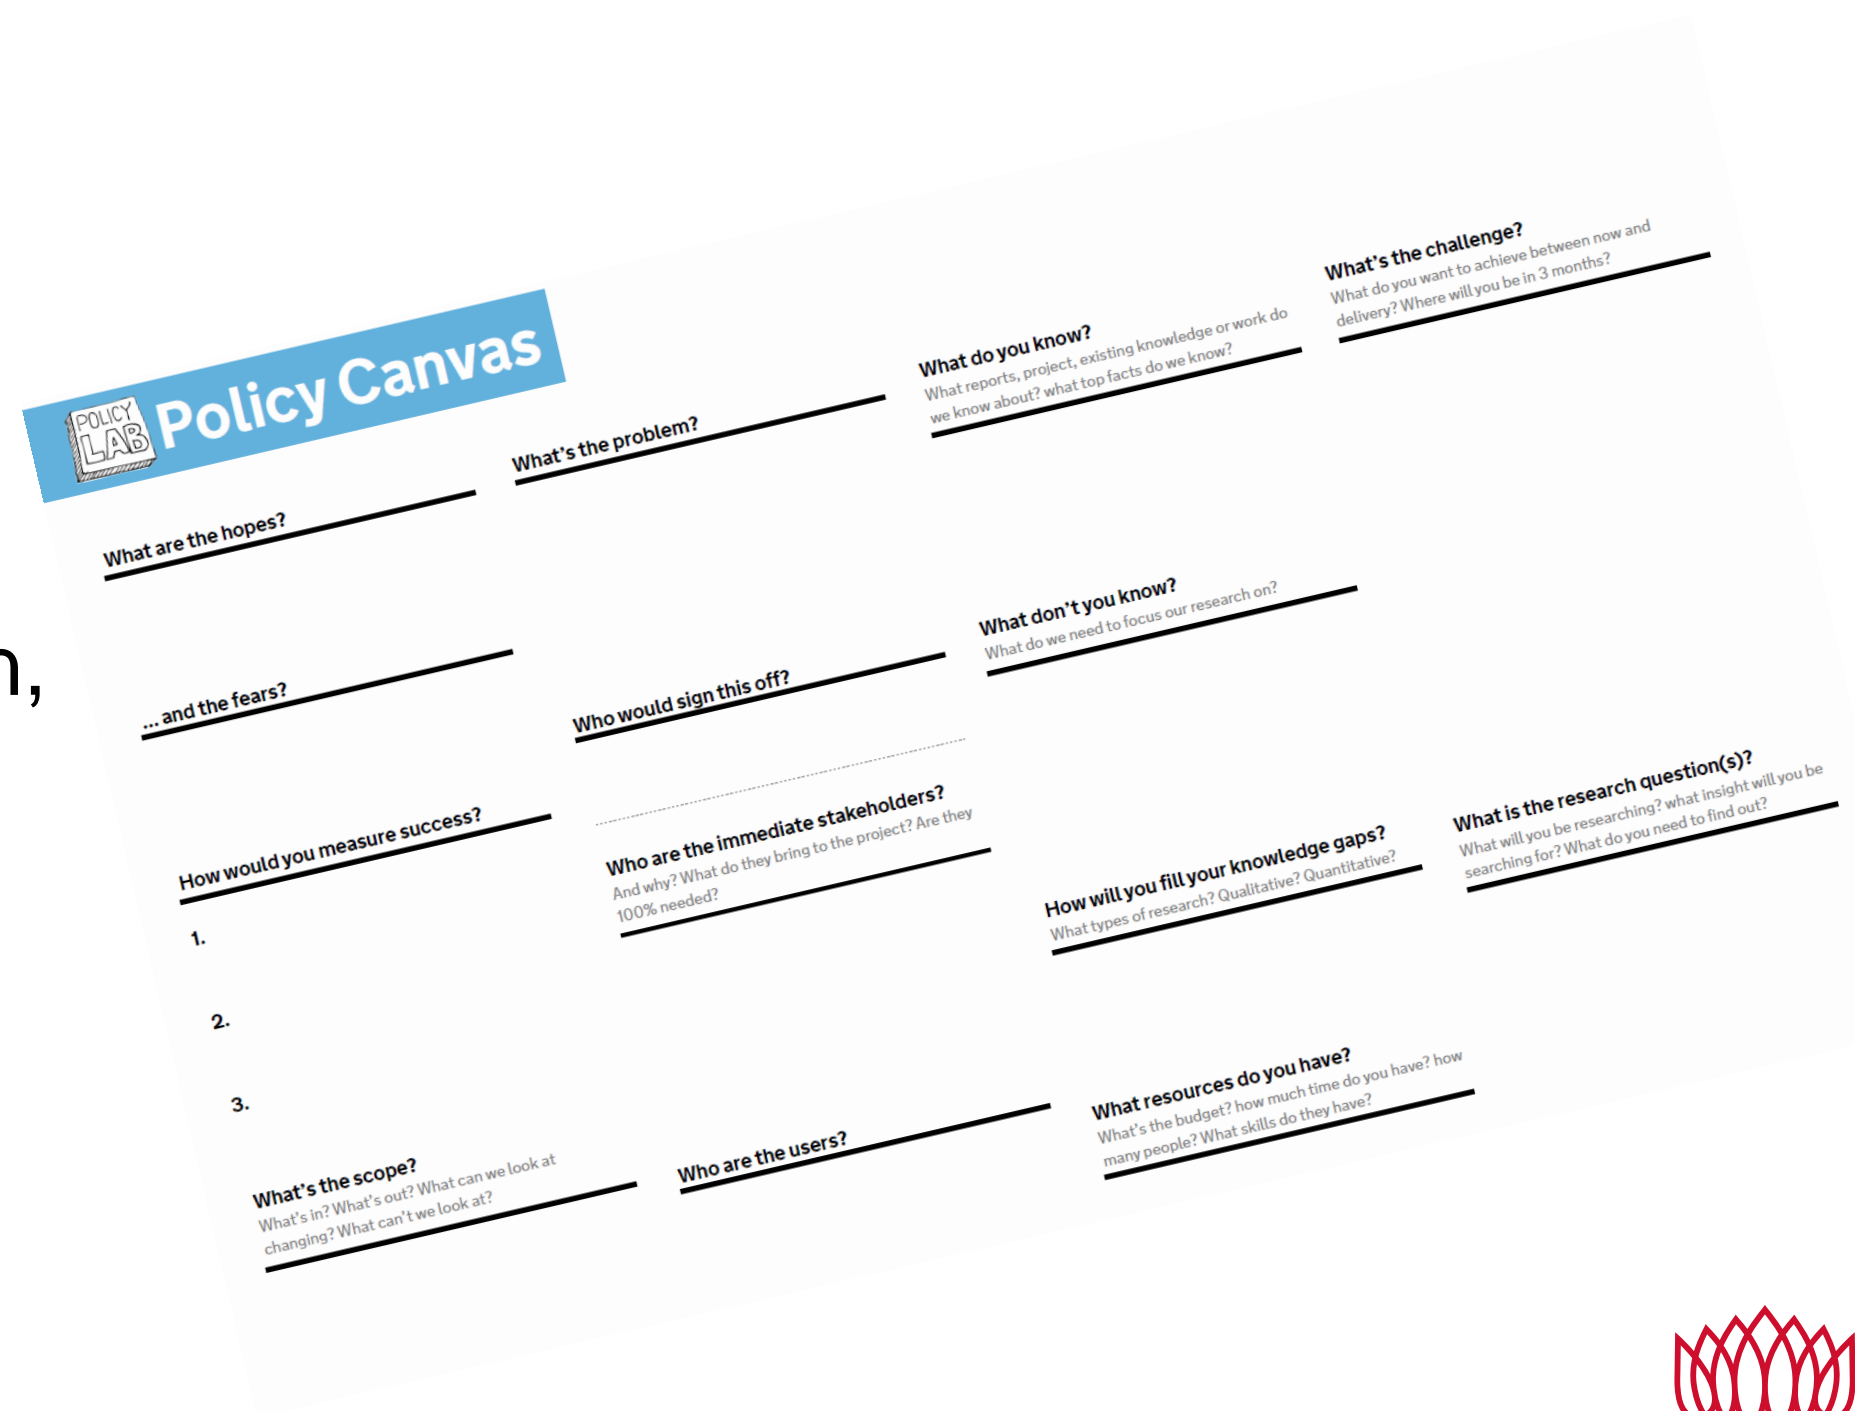 n,
POLICY
LAB
Policy Canvas
What are the hopes?
... and the fears?
How would you measure success?
1.
2.
3.
What's the scope?
What's in? What's out? What can we look at
changing? What can't we look at?
What's the problem?
Who would sign this off?
Who are the immediate stakeholders?
And why? What do they bring to the project? Are they
100% needed?
Who are the users?
What do you know?
What reports, project, existing knowledge or work do
we know about? what top facts do we know?
What don't you know?
What do we need to focus our research on?
How will you fill your knowledge gaps?
What types of research? Qualitative? Quantitative?
What resources do you have?
What's the budget? how much time do you have? how
many people? What skills do they have?
What's the challenge?
What do you want to achieve between now and
delivery? Where will you be in 3 months?
What is the research question(s)?
What will you be researching? what insight will you be
searching for? What do you need to find out?